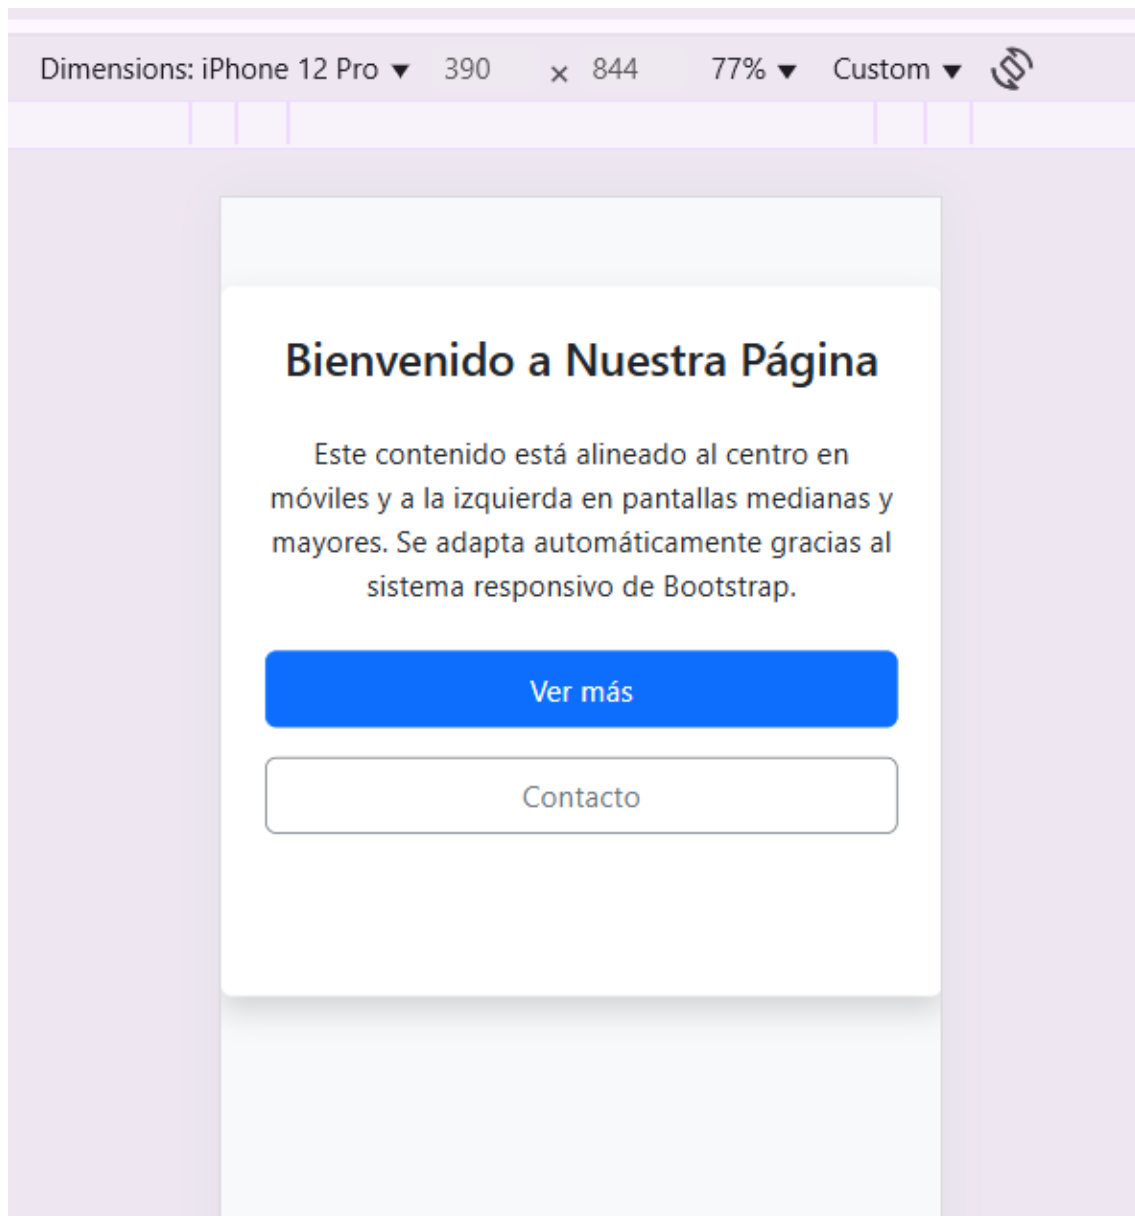 Dimensions: iPhone 12 Pro ▼ 390 × 844 77% ▼ Custom ▼
Bienvenido a Nuestra Página
Este contenido está alineado al centro en
móviles y a la izquierda en pantallas medianas y
mayores. Se adapta automáticamente gracias al
sistema responsivo de Bootstrap.
Ver más
Contacto